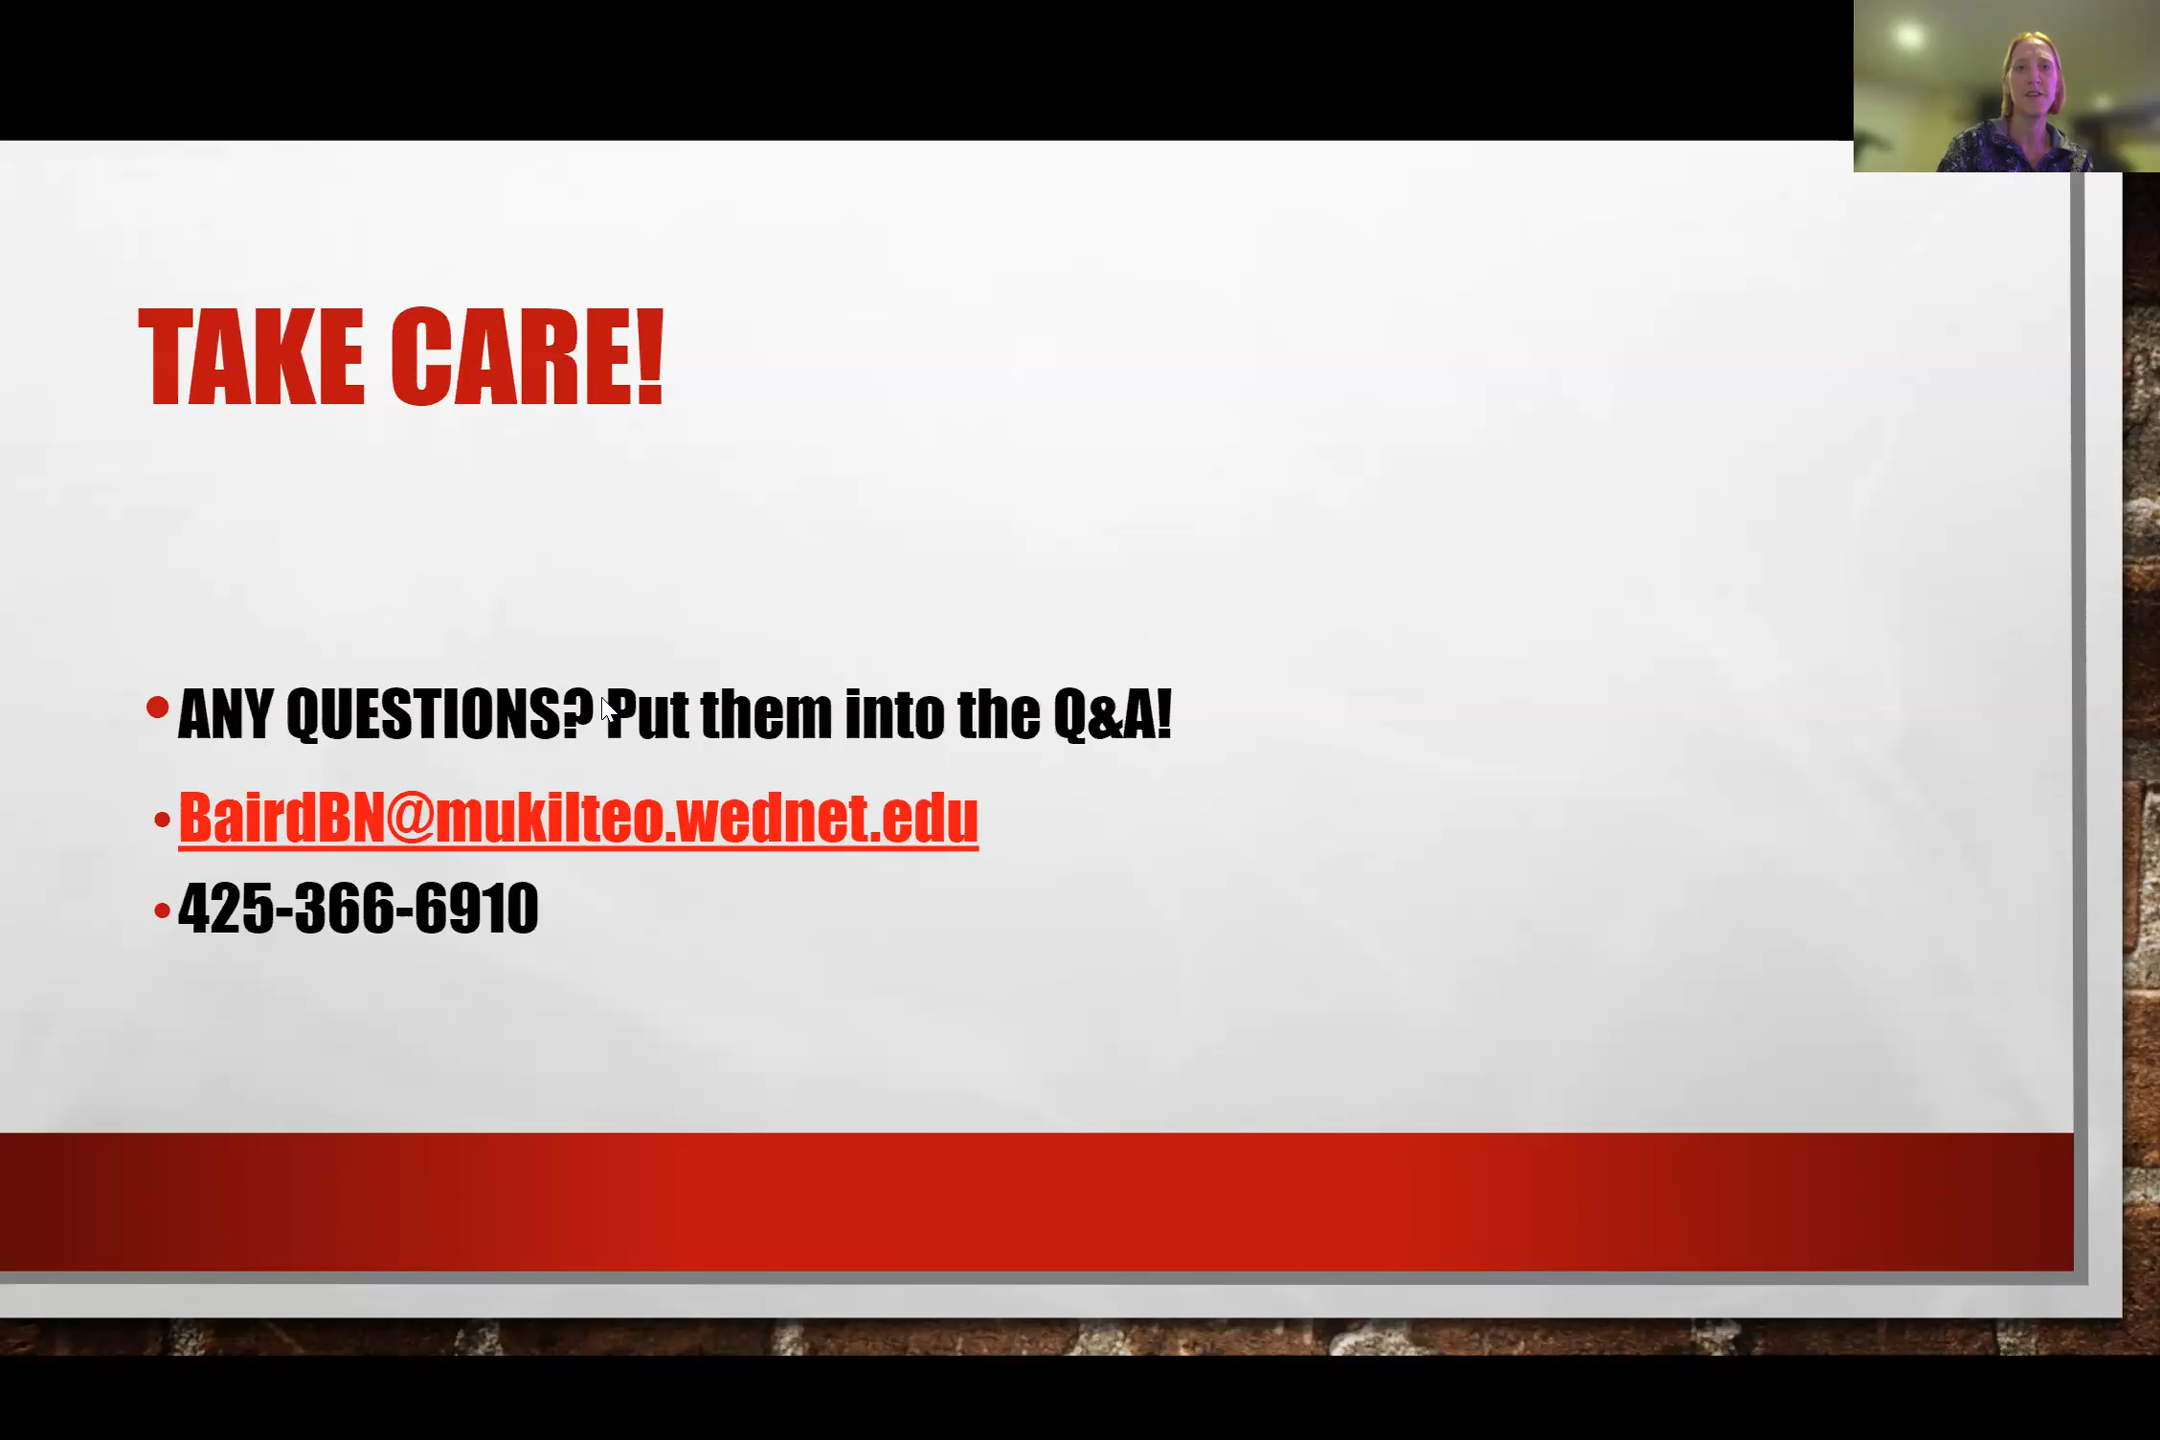 TAKE CARE!
ANY QUESTIONS? Put them into the Q&A!
BairdBN@mukilteo.wednet.edu
425-366-6910